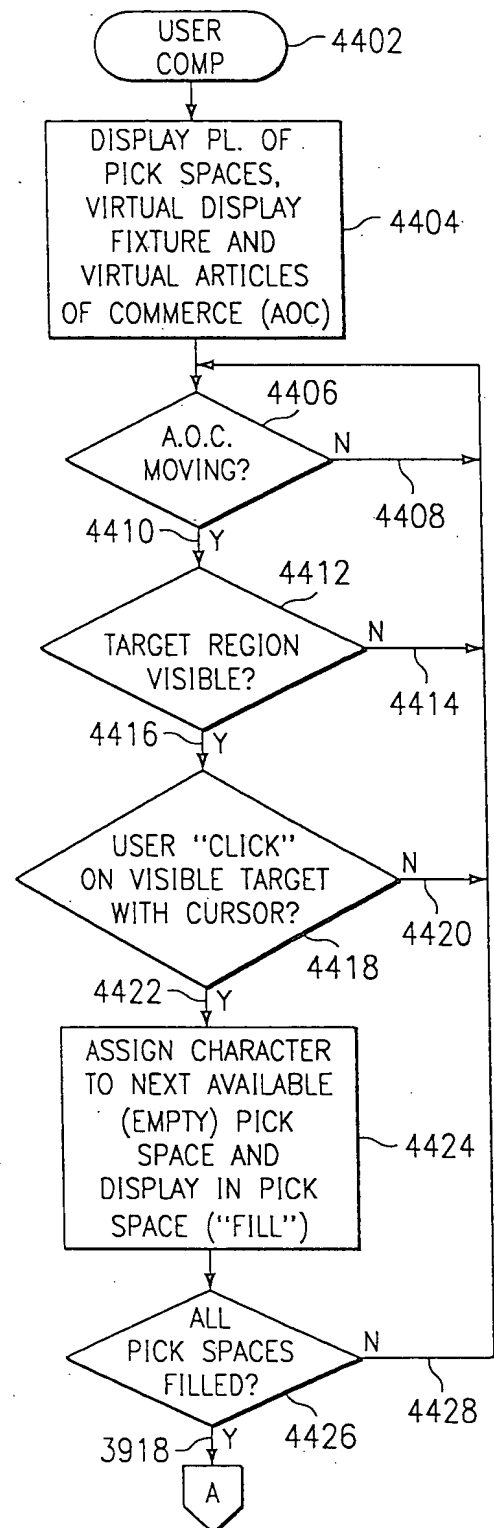 USER
COMP
4402
DISPLAY PL. OF
PICK SPACES,
VIRTUAL DISPLAY
FIXTURE AND
VIRTUAL ARTICLES
OF COMMERCE (AOC)
4404
4406
A.O.C.
MOVING?
N
4408
4410
Y
4412
TARGET REGION
VISIBLE?
N
4414
4416
Y
USER "CLICK"
ON VISIBLE TARGET
WITH CURSOR?
N
4420
4418
4422
Y
ASSIGN CHARACTER
TO NEXT AVAILABLE
(EMPTY) PICK
SPACE AND
DISPLAY IN PICK
SPACE ("FILL")
4424
ALL
PICK SPACES
FILLED?
N
4428
4426
3918
Y
A